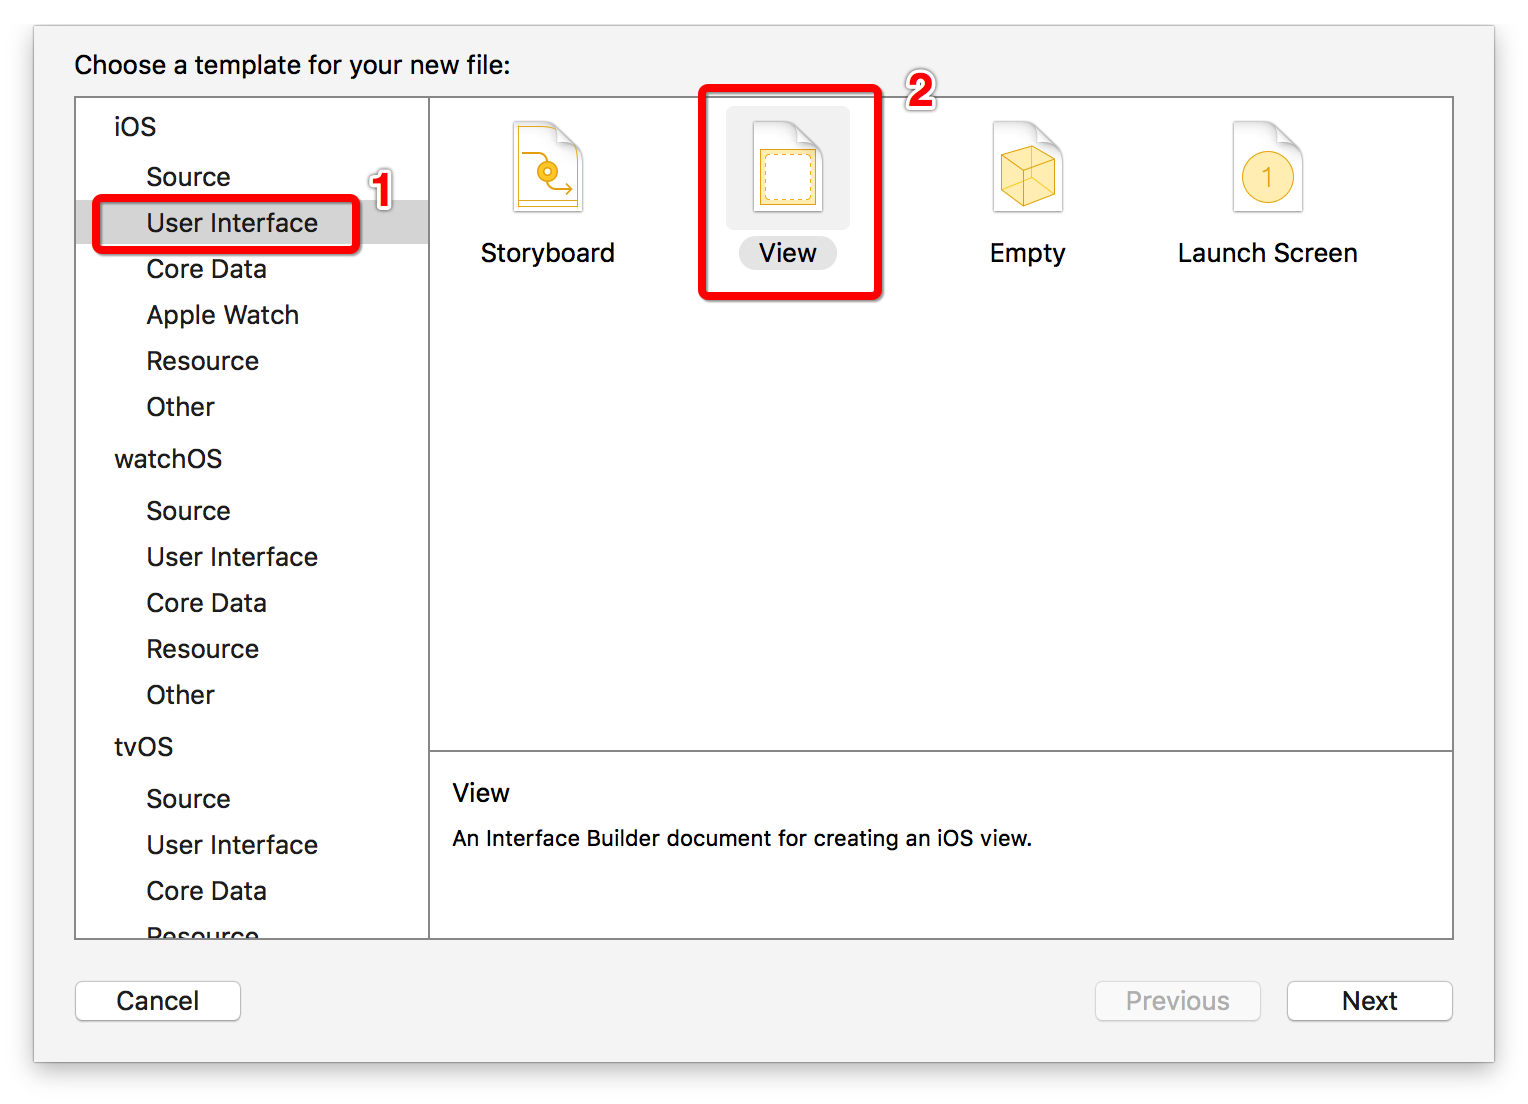 Choose a template for your new file:
iOS
Source
User Interface
1
Core Data
Apple Watch
Resource
Other
watchOS
Source
User Interface
Core Data
Resource
Other
tvOS
Source
User Interface
Core Data
Resource
2
Storyboard
View
Empty
1
Launch Screen
View
An Interface Builder document for creating an iOS view.
Cancel
Previous
Next